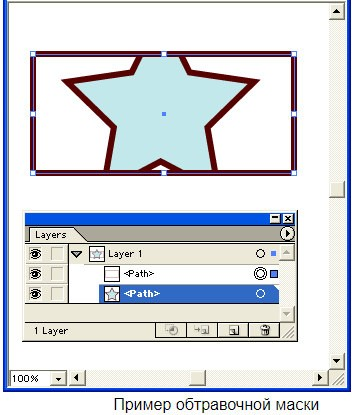 Layers
Layer 1
<Path>
<Path>
1 Layer
100%
Пример обтравочной маски